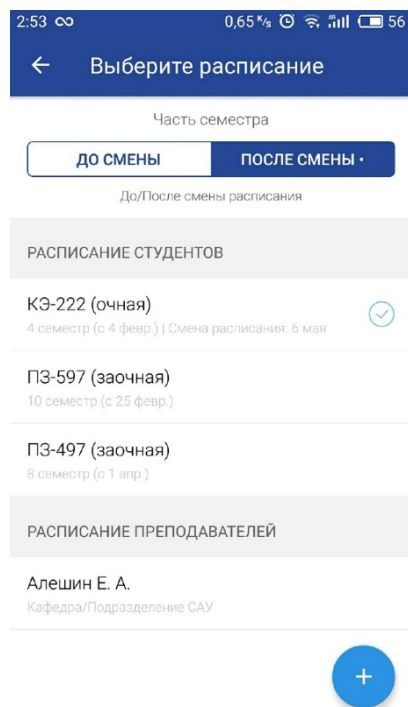 2:53 ∞ 0,65 ᴷ/s 56
Выберите расписание
Часть семестра
ДО СМЕНЫ ПОСЛЕ СМЕНЫ •
До/После смены расписания
РАСПИСАНИЕ СТУДЕНТОВ
КЭ-222 (очная)
4 семестр (с 4 февр.) | Смена расписания: 6 мая
ПЗ-597 (заочная)
10 семестр (с 25 февр.)
ПЗ-497 (заочная)
8 семестр (с 1 апр.)
РАСПИСАНИЕ ПРЕПОДАВАТЕЛЕЙ
Алешин Е. А.
Кафедра/Подразделение САУ
+